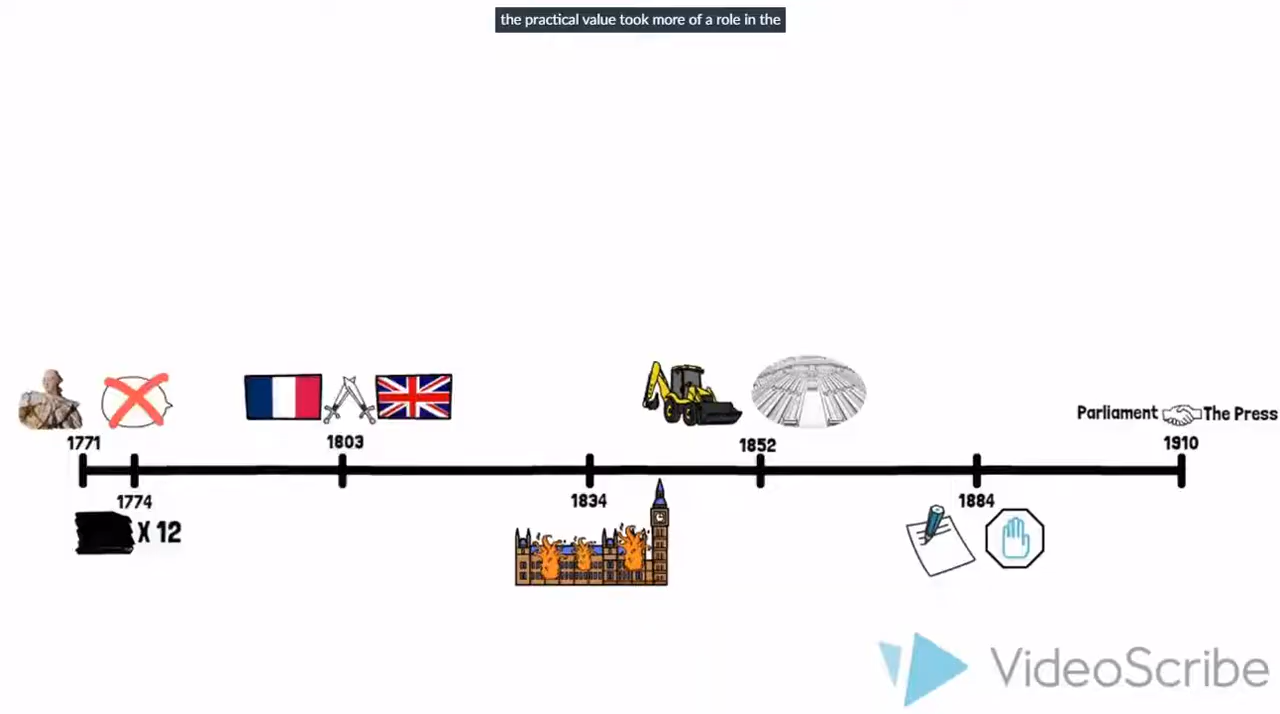 the practical value took more of a role in the
Parliament The Press
1771
1803
1852
1910
1774
1834
1884
X 12
VideoScribe